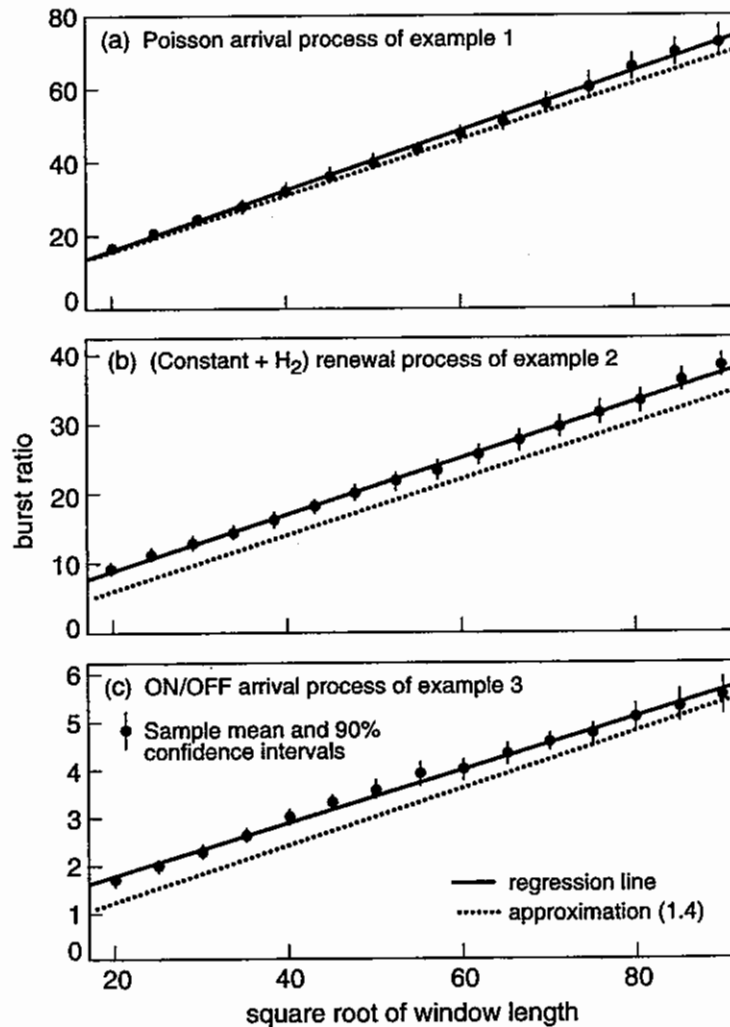 80
(a) Poisson arrival process of example 1
60
40
20
0
40
(b) (Constant + H₂) renewal process of example 2
30
20
10
0
burst ratio
6
(c) ON/OFF arrival process of example 3
5
Sample mean and 90%
confidence intervals
4
3
2
regression line
1
approximation (1.4)
0
20 40 60 80
square root of window length